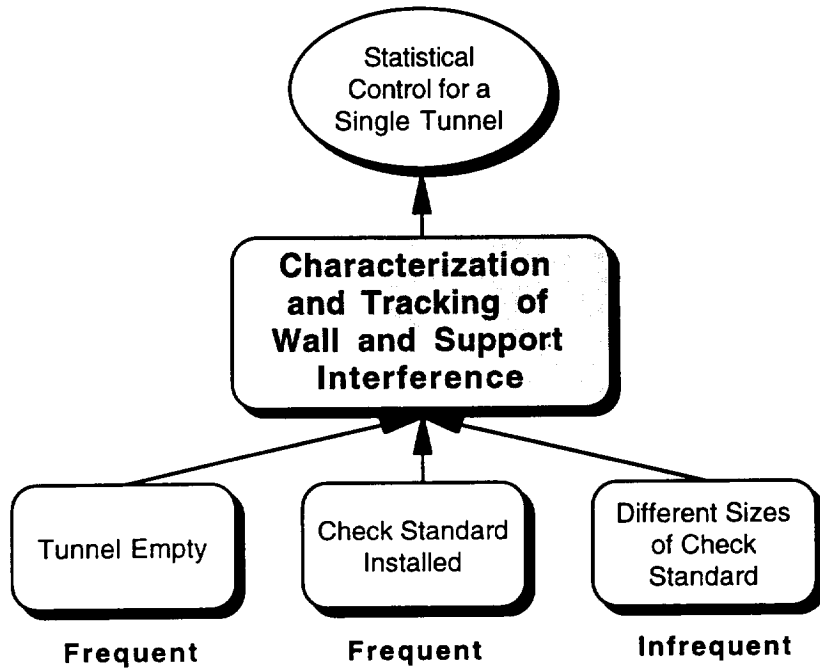 Statistical
Control for a
Single Tunnel
Characterization
and Tracking of
Wall and Support
Interference
Tunnel Empty
Check Standard
Installed
Different Sizes
of Check
Standard
Frequent
Frequent
Infrequent